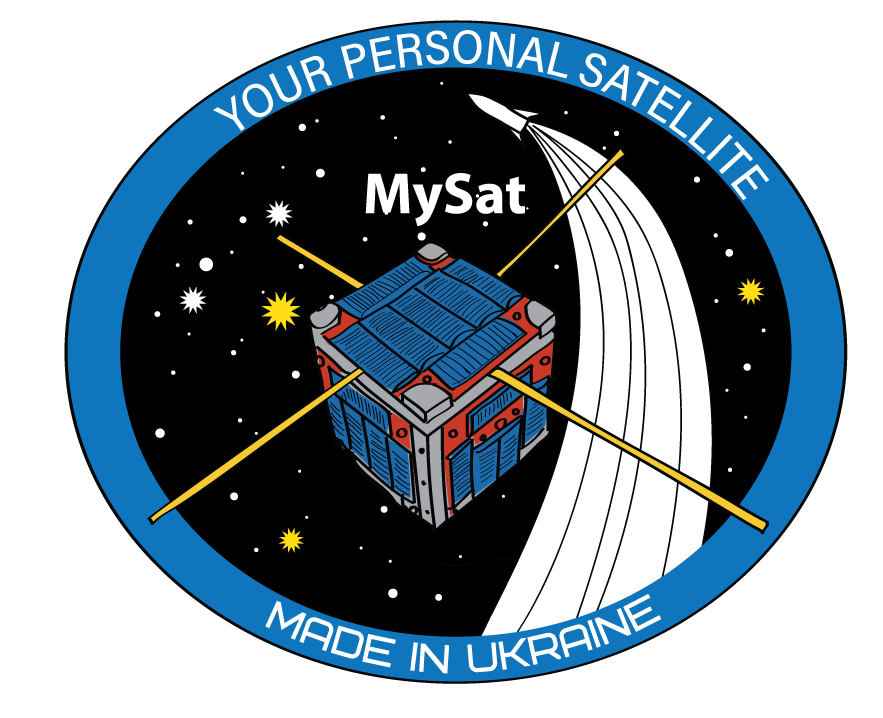 YOUR PERSONAL SATELLITE
MySat
MADE IN UKRAINE